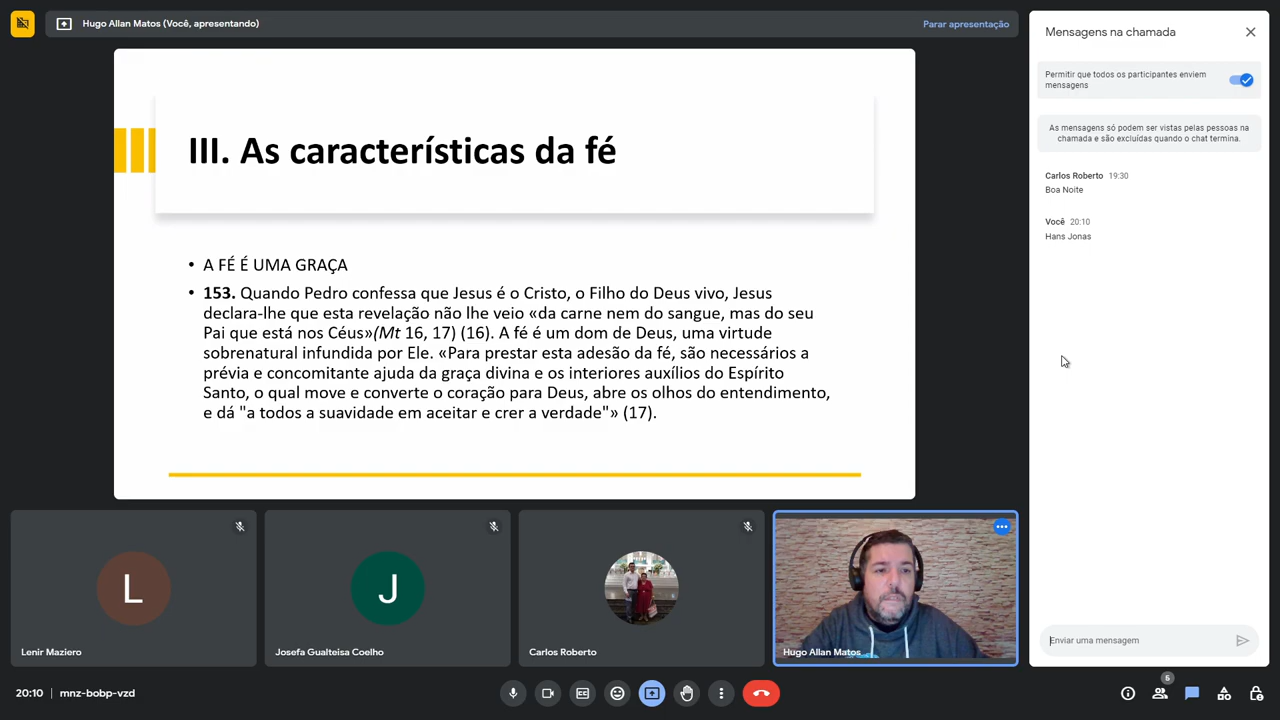 Hugo Allan Matos (Você, apresentando)
Parar apresentação
III. As características da fé
• A FÉ É UMA GRAÇA
• 153. Quando Pedro confessa que Jesus é o Cristo, o Filho do Deus vivo, Jesus
declara-lhe que esta revelação não lhe veio «da carne nem do sangue, mas do seu
Pai que está nos Céus»(Mt 16, 17) (16). A fé é um dom de Deus, uma virtude
sobrenatural infundida por Ele. «Para prestar esta adesão da fé, são necessários a
prévia e concomitante ajuda da graça divina e os interiores auxílios do Espírito
Santo, o qual move e converte o coração para Deus, abre os olhos do entendimento,
e dá "a todos a suavidade em aceitar e crer a verdade"» (17).
L
Lenir Maziero
J
Josefa Gualteisa Coelho
Carlos Roberto
Hugo Allan Matos
Mensagens na chamada
Permitir que todos os participantes enviem
mensagens
As mensagens só podem ser vistas pelas pessoas na
chamada e são excluídas quando o chat termina.
Carlos Roberto 19:30
Boa Noite
Você 20:10
Hans Jonas
Enviar uma mensagem
20:10 | mnz-bobp-vzd
5